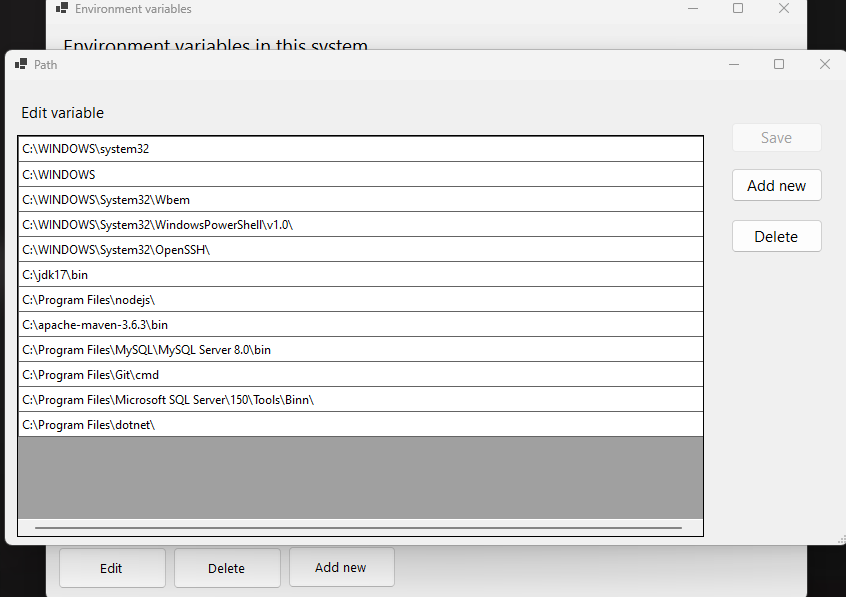 Environment variables
Environment variables in this system
Path
Edit variable
Save
Add new
Delete
C:\WINDOWS\system32
C:\WINDOWS
C:\WINDOWS\System32\Wbem
C:\WINDOWS\System32\WindowsPowerShell\v1.0\
C:\WINDOWS\System32\OpenSSH\
C:\jdk17\bin
C:\Program Files\nodejs\
C:\apache-maven-3.6.3\bin
C:\Program Files\MySQL\MySQL Server 8.0\bin
C:\Program Files\Git\cmd
C:\Program Files\Microsoft SQL Server\150\Tools\Binn\
C:\Program Files\dotnet\
Edit
Delete
Add new